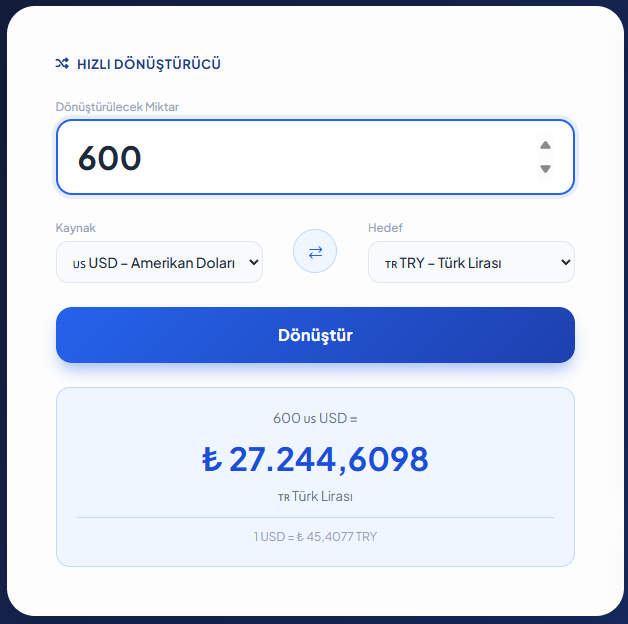 HIZLI DÖNÜŞTÜRÜCÜ
Dönüştürülecek Miktar
600
Kaynak
Hedef
us USD – Amerikan Doları
TR TRY – Türk Lirası
Dönüştür
600 us USD =
₺ 27.244,6098
TR Türk Lirası
1 USD = ₺ 45,4077 TRY